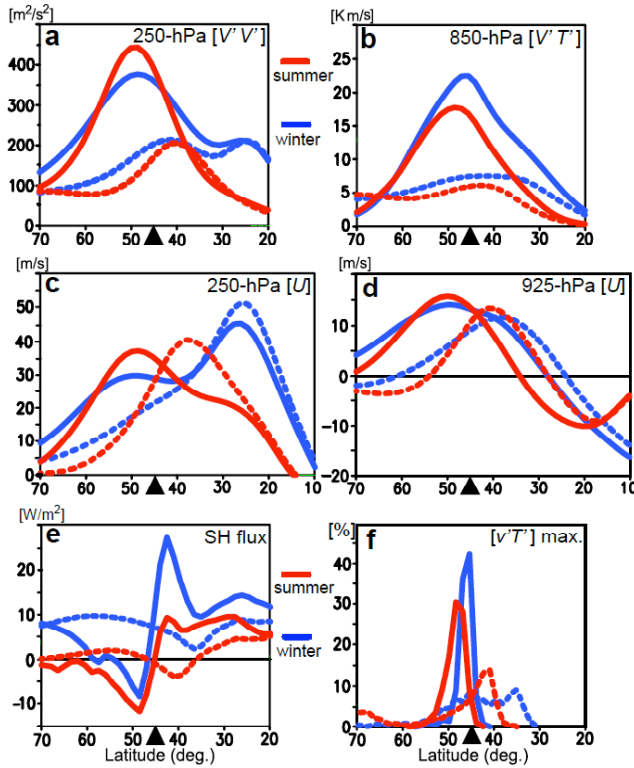 [m²/s²]
a
250-hPa [V' V']
400
300
200
100
0
70 60 50 40 30 20
summer
winter
[Km/s]
b
850-hPa [V' T']
25
20
15
10
5
0
70 60 50 40 30 20
[m/s]
c
250-hPa [U]
50
40
30
20
10
0
70 60 50 40 30 20 10
[m/s]
d
925-hPa [U]
10
0
−10
−20
70 60 50 40 30 20 10
[W/m²]
e
SH flux
20
10
0
−10
70 60 50 40 30 20
Latitude (deg.)
summer
winter
[%]
f
[v'T'] max.
40
30
20
10
0
70 60 50 40 30 20
Latitude (deg.)